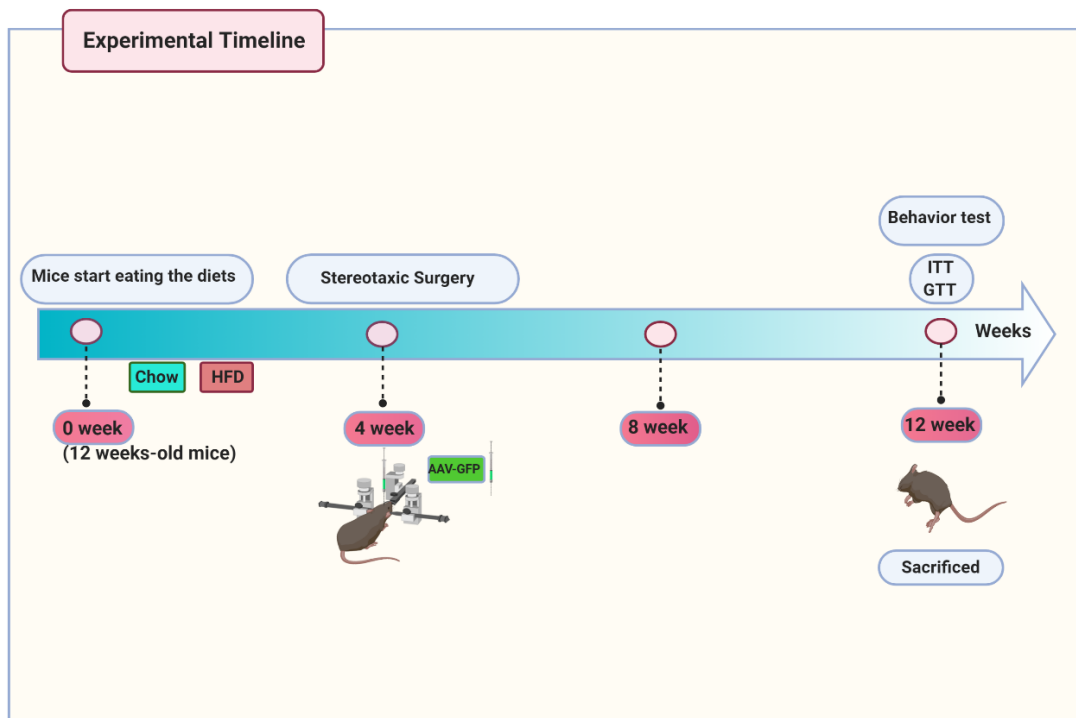 Experimental Timeline
Behavior test
Mice start eating the diets
Stereotaxic Surgery
ITT
GTT
Weeks
Chow
HFD
0 week
(12 weeks-old mice)
4 week
8 week
12 week
AAV-GFP
Sacrificed